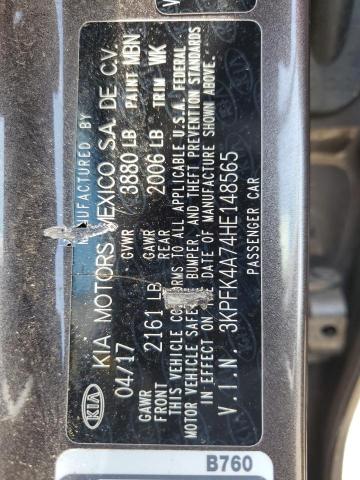 MANUFACTURED BY
KIA MOTORS MEXICO S.A. DE C.V.
04/17 GVWR 3880 LB PAINT MBN
GAWR FRONT 2161 LB GAWR REAR 2006 LB TRIM WK
THIS VEHICLE CONFORMS TO ALL APPLICABLE U.S.A. FEDERAL
MOTOR VEHICLE SAFETY BUMPER, AND THEFT PREVENTION STANDARDS
IN EFFECT ON THE DATE OF MANUFACTURE SHOWN ABOVE.
V.I.N. 3KPFK4A74HE148565
PASSENGER CAR
KIA
B760